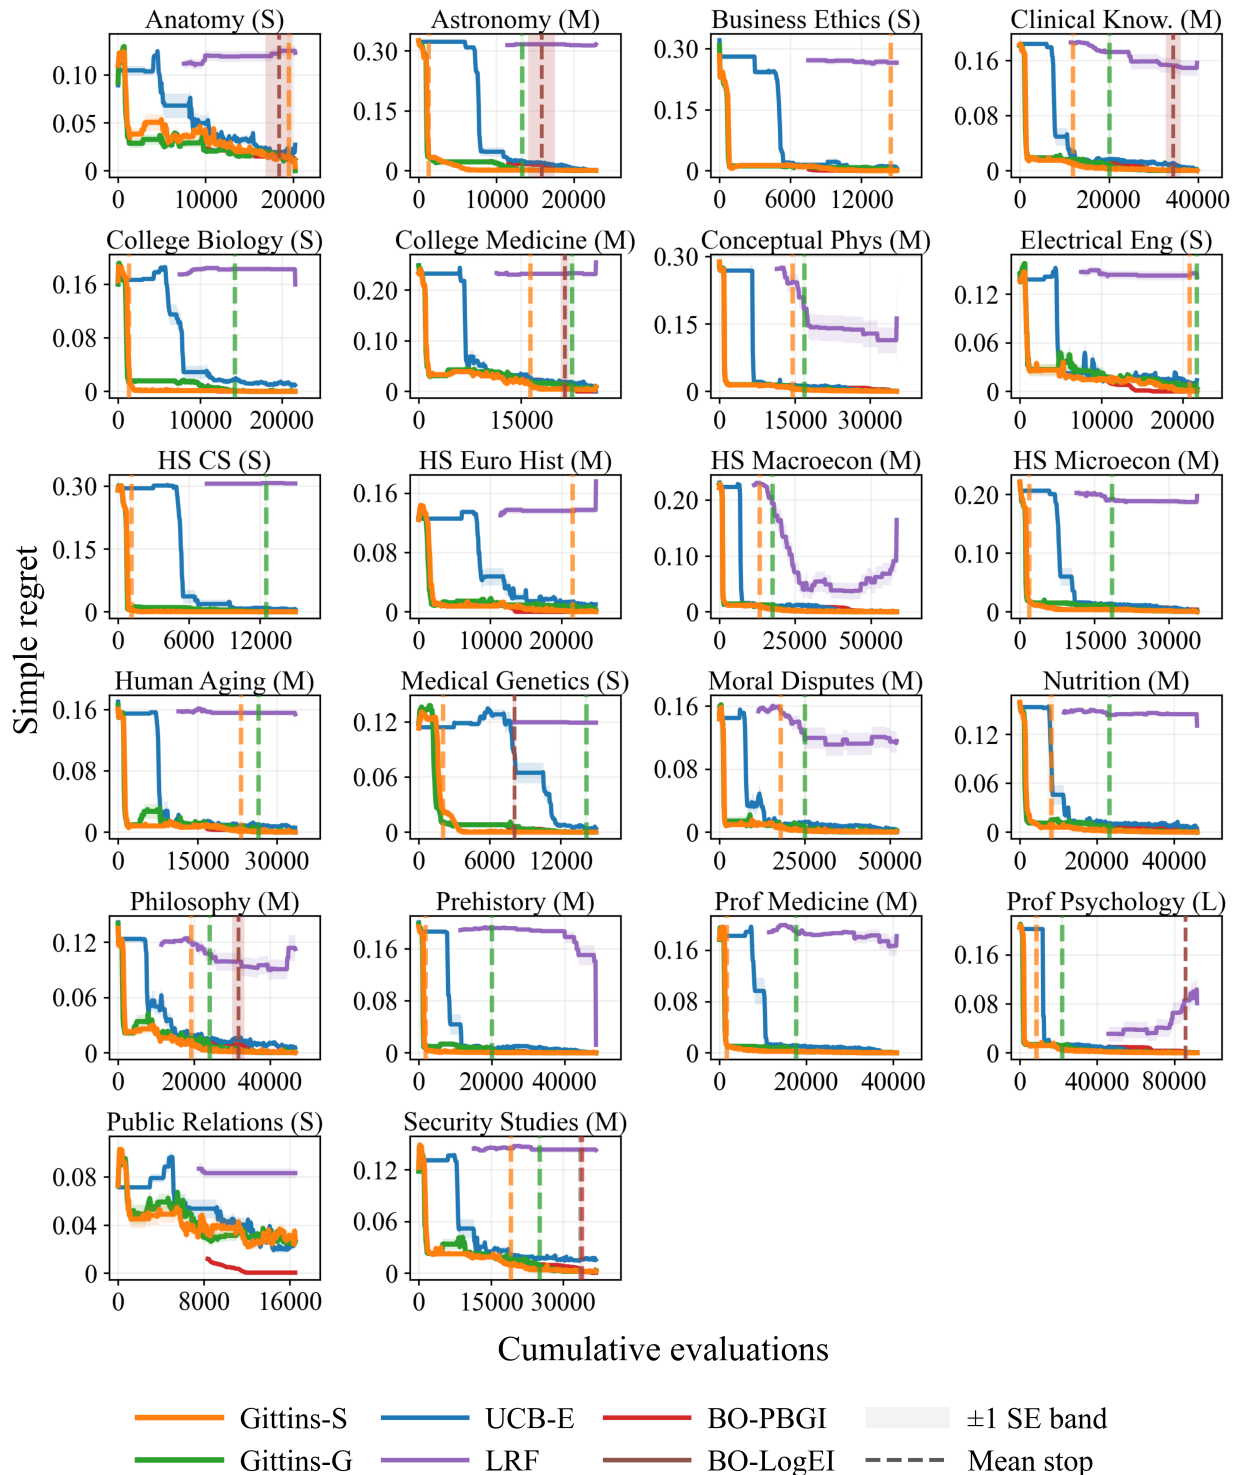 Anatomy (S)
Astronomy (M)
Business Ethics (S)
Clinical Know. (M)
0.10
0.05
0
0.30
0.15
0
0.30
0.15
0
0.16
0.08
0
0 10000 20000
0 10000 20000
0 6000 12000
0 20000 40000
College Biology (S)
College Medicine (M)
Conceptual Phys (M)
Electrical Eng (S)
0.16
0.08
0
0.20
0.10
0
0.30
0.15
0
0.12
0.06
0
0 10000 20000
0 15000
0 15000 30000
0 10000 20000
HS CS (S)
HS Euro Hist (M)
HS Macroecon (M)
HS Microecon (M)
0.30
0.15
0
0.16
0.08
0
0.20
0.10
0
0.20
0.10
0
0 6000 12000
0 10000 20000
0 25000 50000
0 15000 30000
Simple regret
Human Aging (M)
Medical Genetics (S)
Moral Disputes (M)
Nutrition (M)
0.16
0.08
0
0.12
0.06
0
0.16
0.08
0
0.12
0.06
0
0 15000 30000
0 6000 12000
0 25000 50000
0 20000 40000
Philosophy (M)
Prehistory (M)
Prof Medicine (M)
Prof Psychology (L)
0.12
0.06
0
0.16
0.08
0
0.16
0.08
0
0.16
0.08
0
0 20000 40000
0 20000 40000
0 20000 40000
0 40000 80000
Public Relations (S)
Security Studies (M)
0.08
0.04
0
0.12
0.06
0
0 8000 16000
0 15000 30000
Cumulative evaluations
Gittins-S
UCB-E
BO-PBGI
±1 SE band
Gittins-G
LRF
BO-LogEI
Mean stop